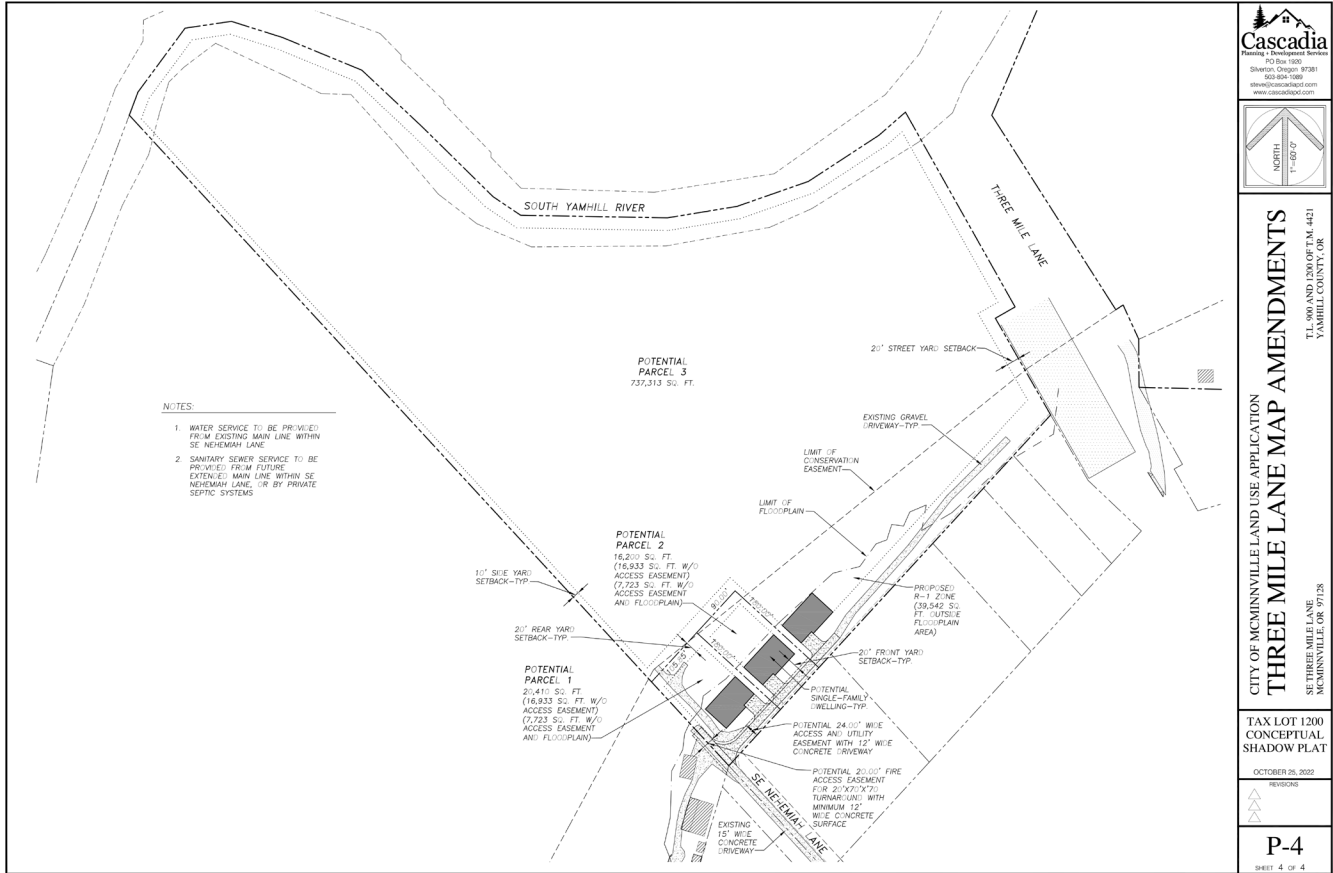 SOUTH YAMHILL RIVER
THREE MILE LANE
POTENTIAL
PARCEL 3
737,313 SQ. FT.
20' STREET YARD SETBACK
NOTES:
1. WATER SERVICE TO BE PROVIDED
FROM EXISTING MAIN LINE WITHIN
SE NEHEMIAH LANE
2. SANITARY SEWER SERVICE TO BE
PROVIDED FROM FUTURE
EXTENDED MAIN LINE WITHIN SE
NEHEMIAH LANE, OR BY PRIVATE
SEPTIC SYSTEMS
EXISTING GRAVEL
DRIVEWAY-TYP.
LIMIT OF
CONSERVATION
EASEMENT
LIMIT OF
FLOODPLAIN
POTENTIAL
PARCEL 2
16,200 SQ. FT.
(16,933 SQ. FT. W/O
ACCESS EASEMENT)
(7,723 SQ. FT. W/O
ACCESS EASEMENT
AND FLOODPLAIN)
10' SIDE YARD
SETBACK-TYP
90.00'
180.00'
180.00'
PROPOSED
R-1 ZONE
(39,542 SQ.
FT. OUTSIDE
FLOODPLAIN
AREA)
20' REAR YARD
SETBACK-TYP.
20' FRONT YARD
SETBACK-TYP.
POTENTIAL
PARCEL 1
20,410 SQ. FT.
(16,933 SQ. FT. W/O
ACCESS EASEMENT)
(7,723 SQ. FT. W/O
ACCESS EASEMENT
AND FLOODPLAIN)
POTENTIAL
SINGLE-FAMILY
DWELLING-TYP.
POTENTIAL 24.00' WIDE
ACCESS AND UTILITY
EASEMENT WITH 12' WIDE
CONCRETE DRIVEWAY
POTENTIAL 20.00' FIRE
ACCESS EASEMENT
FOR 20'X70'X'70
TURNAROUND WITH
MINIMUM 12'
WIDE CONCRETE
SURFACE
SE NEHEMIAH LANE
EXISTING
15' WIDE
CONCRETE
DRIVEWAY
Cascadia
Planning + Development Services
PO Box 1920
Silverton, Oregon 97381
503-804-1089
steve@cascadiapd.com
www.cascadiapd.com
NORTH
1"=60'-0"
CITY OF MCMINNVILLE LAND USE APPLICATION
THREE MILE LANE MAP AMENDMENTS
SE THREE MILE LANE
MCMINNVILLE, OR 97128
T.L. 900 AND 1200 OF T.M. 4421
YAMHILL COUNTY, OR
TAX LOT 1200
CONCEPTUAL
SHADOW PLAT
OCTOBER 25, 2022
REVISIONS
P-4
SHEET 4 OF 4